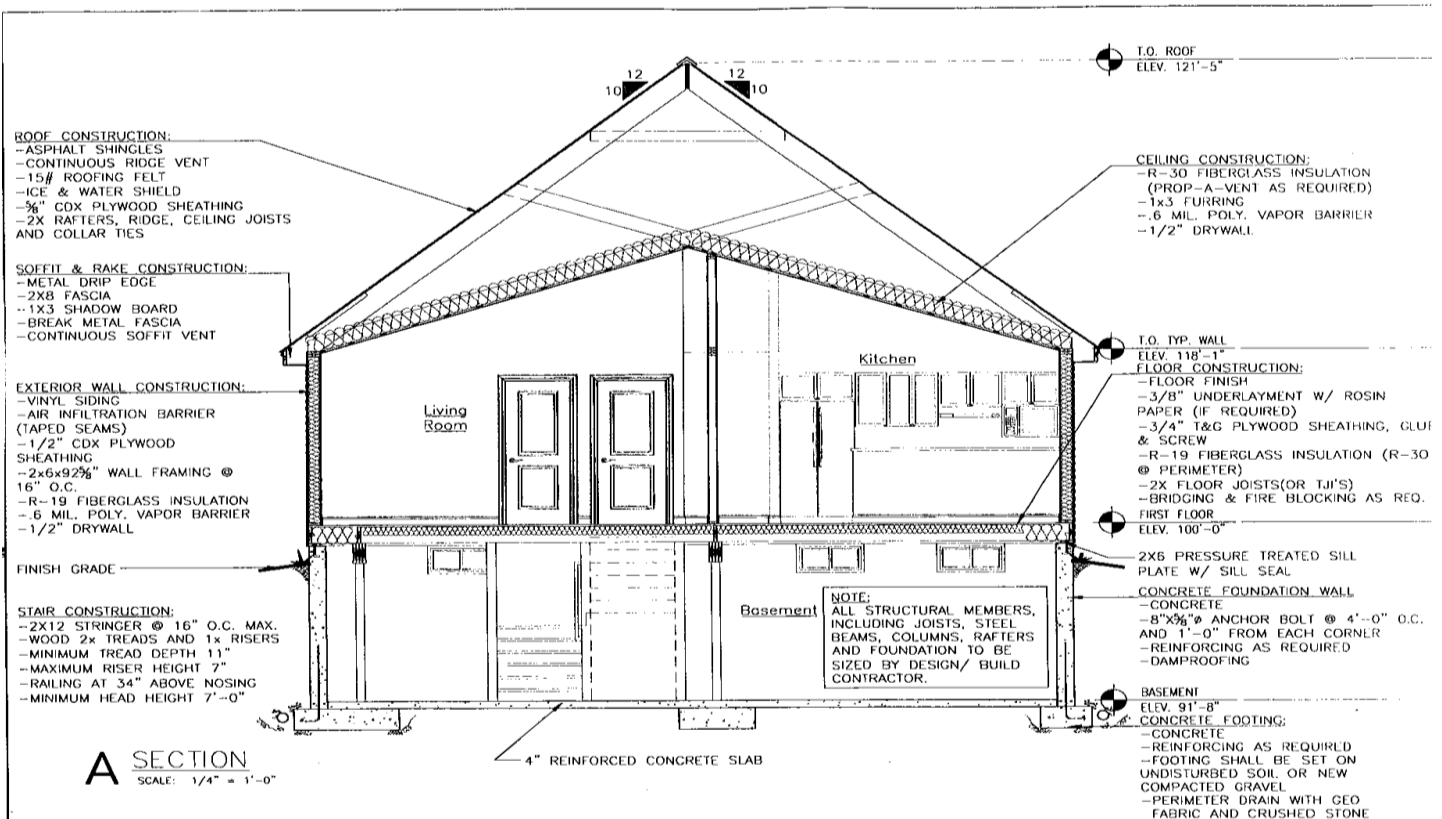 T.O. ROOF
ELEV. 121'-5"
12
12
10
10
ROOF CONSTRUCTION:
-ASPHALT SHINGLES
-CONTINUOUS RIDGE VENT
-15# ROOFING FELT
-ICE & WATER SHIELD
-5/8" CDX PLYWOOD SHEATHING
-2X RAFTERS, RIDGE, CEILING JOISTS
AND COLLAR TIES
SOFFIT & RAKE CONSTRUCTION:
-METAL DRIP EDGE
-2X8 FASCIA
-1X3 SHADOW BOARD
-BREAK METAL FASCIA
-CONTINUOUS SOFFIT VENT
EXTERIOR WALL CONSTRUCTION:
-VINYL SIDING
-AIR INFILTRATION BARRIER
(TAPED SEAMS)
-1/2" CDX PLYWOOD
SHEATHING
-2x6x925/8" WALL FRAMING @
16" O.C.
-R-19 FIBERGLASS INSULATION
-.6 MIL. POLY. VAPOR BARRIER
-1/2" DRYWALL
FINISH GRADE
STAIR CONSTRUCTION:
-2X12 STRINGER @ 16" O.C. MAX.
-WOOD 2x TREADS AND 1x RISERS
-MINIMUM TREAD DEPTH 11"
-MAXIMUM RISER HEIGHT 7"
-RAILING AT 34" ABOVE NOSING
-MINIMUM HEAD HEIGHT 7'-0"
Living
Room
Kitchen
Basement
NOTE:
ALL STRUCTURAL MEMBERS,
INCLUDING JOISTS, STEEL
BEAMS, COLUMNS, RAFTERS
AND FOUNDATION TO BE
SIZED BY DESIGN/ BUILD
CONTRACTOR.
4" REINFORCED CONCRETE SLAB
CEILING CONSTRUCTION:
-R-30 FIBERGLASS INSULATION
(PROP-A-VENT AS REQUIRED)
-1x3 FURRING
-.6 MIL. POLY. VAPOR BARRIER
-1/2" DRYWALL
T.O. TYP. WALL
ELEV. 118'-1"
FLOOR CONSTRUCTION:
-FLOOR FINISH
-3/8" UNDERLAYMENT W/ ROSIN
PAPER (IF REQUIRED)
-3/4" T&G PLYWOOD SHEATHING, GLUE
& SCREW
-R-19 FIBERGLASS INSULATION (R-30
@ PERIMETER)
-2X FLOOR JOISTS(OR TJI'S)
-BRIDGING & FIRE BLOCKING AS REQ.
FIRST FLOOR
ELEV. 100'-0"
2X6 PRESSURE TREATED SILL
PLATE W/ SILL SEAL
CONCRETE FOUNDATION WALL
-CONCRETE
-8"X5/8"ø ANCHOR BOLT @ 4'-0" O.C.
AND 1'-0" FROM EACH CORNER
-REINFORCING AS REQUIRED
-DAMPROOFING
BASEMENT
ELEV. 91'-8"
CONCRETE FOOTING:
-CONCRETE
-REINFORCING AS REQUIRED
-FOOTING SHALL BE SET ON
UNDISTURBED SOIL OR NEW
COMPACTED GRAVEL
-PERIMETER DRAIN WITH GEO
FABRIC AND CRUSHED STONE
A SECTION
SCALE: 1/4" = 1'-0"